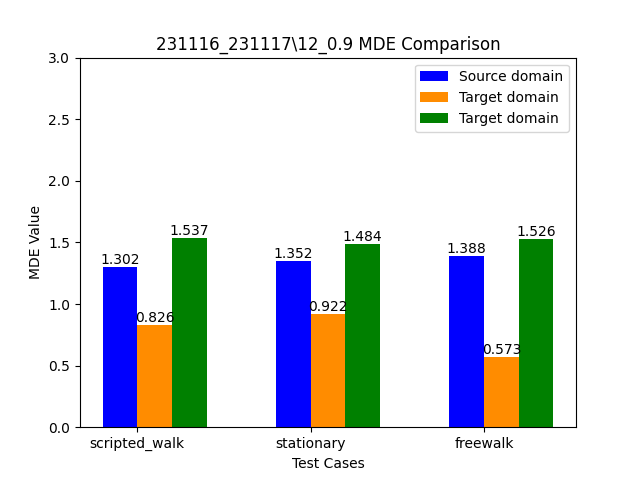 231116_231117\12_0.9 MDE Comparison
Source domain
Target domain
Target domain
MDE Value
3.0
2.5
2.0
1.5
1.0
0.5
0.0
1.302
0.826
1.537
1.352
0.922
1.484
1.388
0.573
1.526
scripted_walk
stationary
freewalk
Test Cases